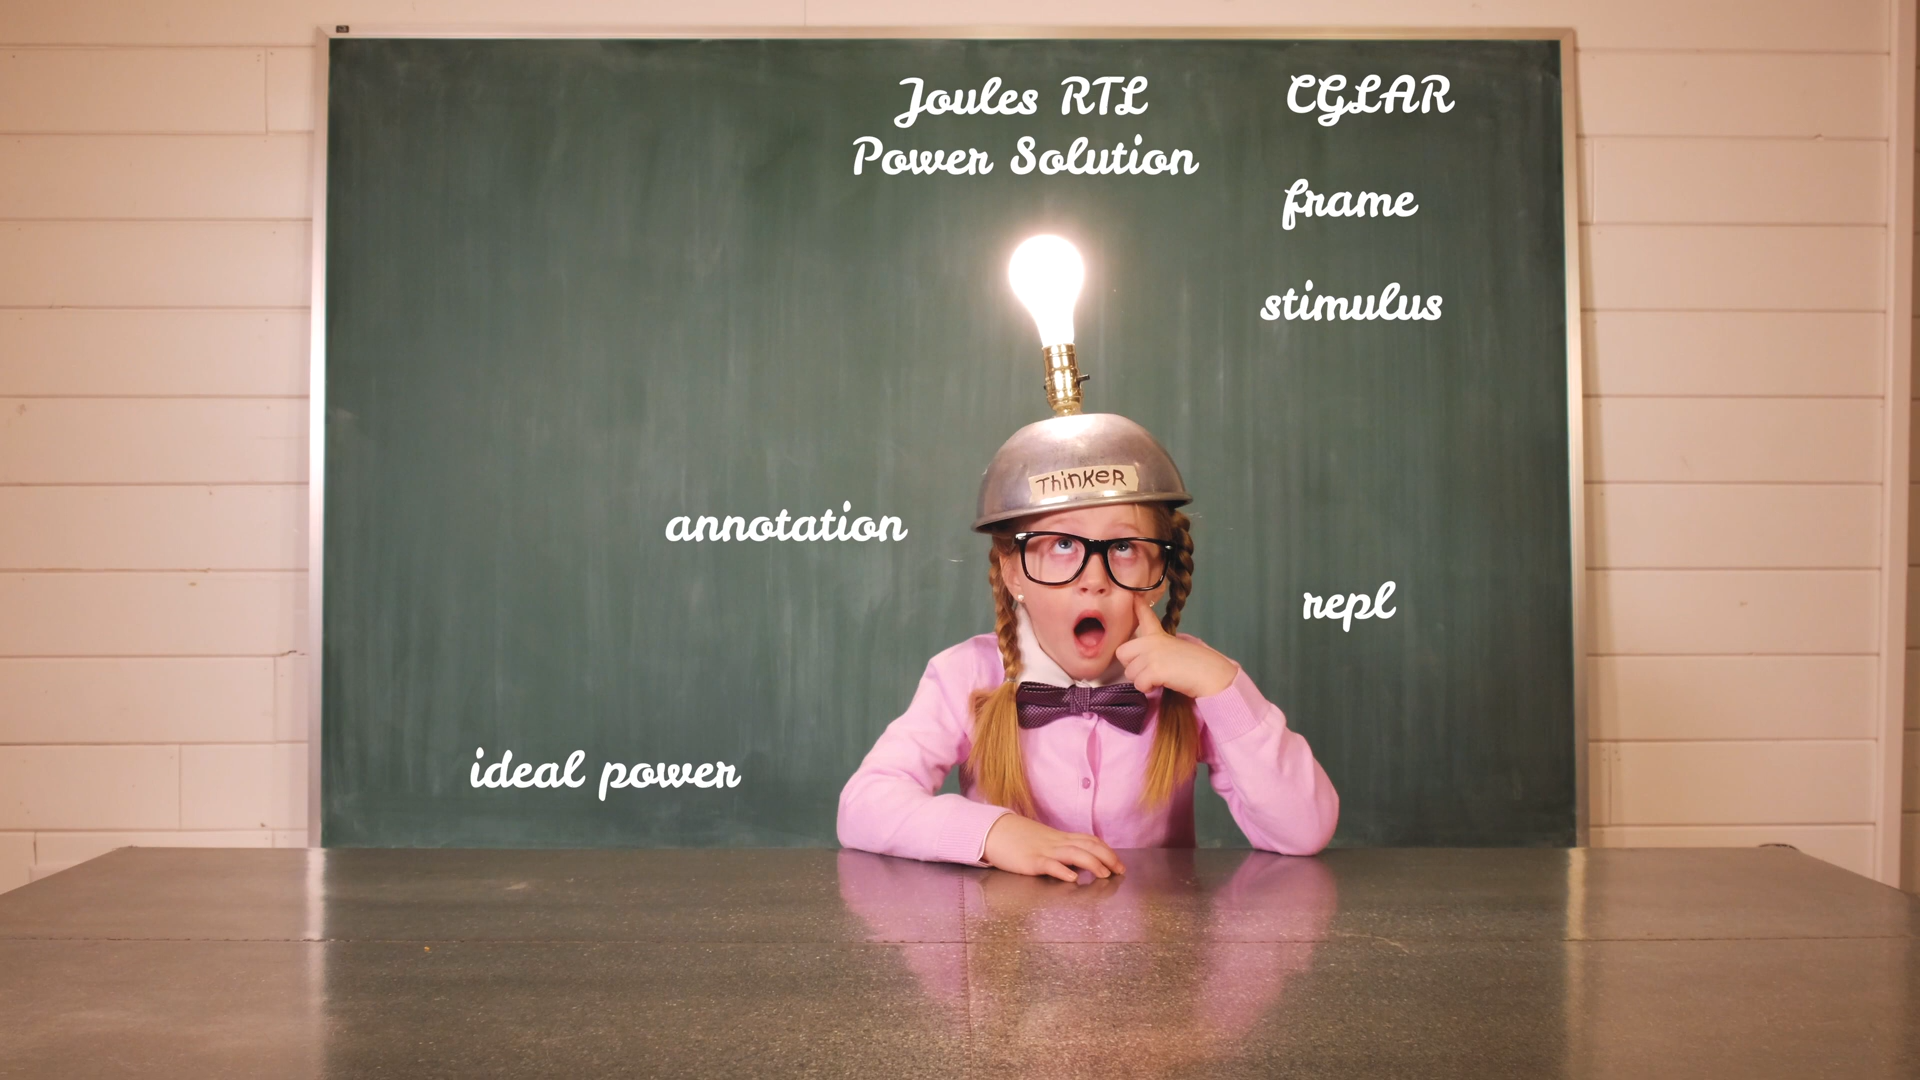 Joules RTL
Power Solution
CGLAR
frame
stimulus
Thinker
annotation
repl
ideal power